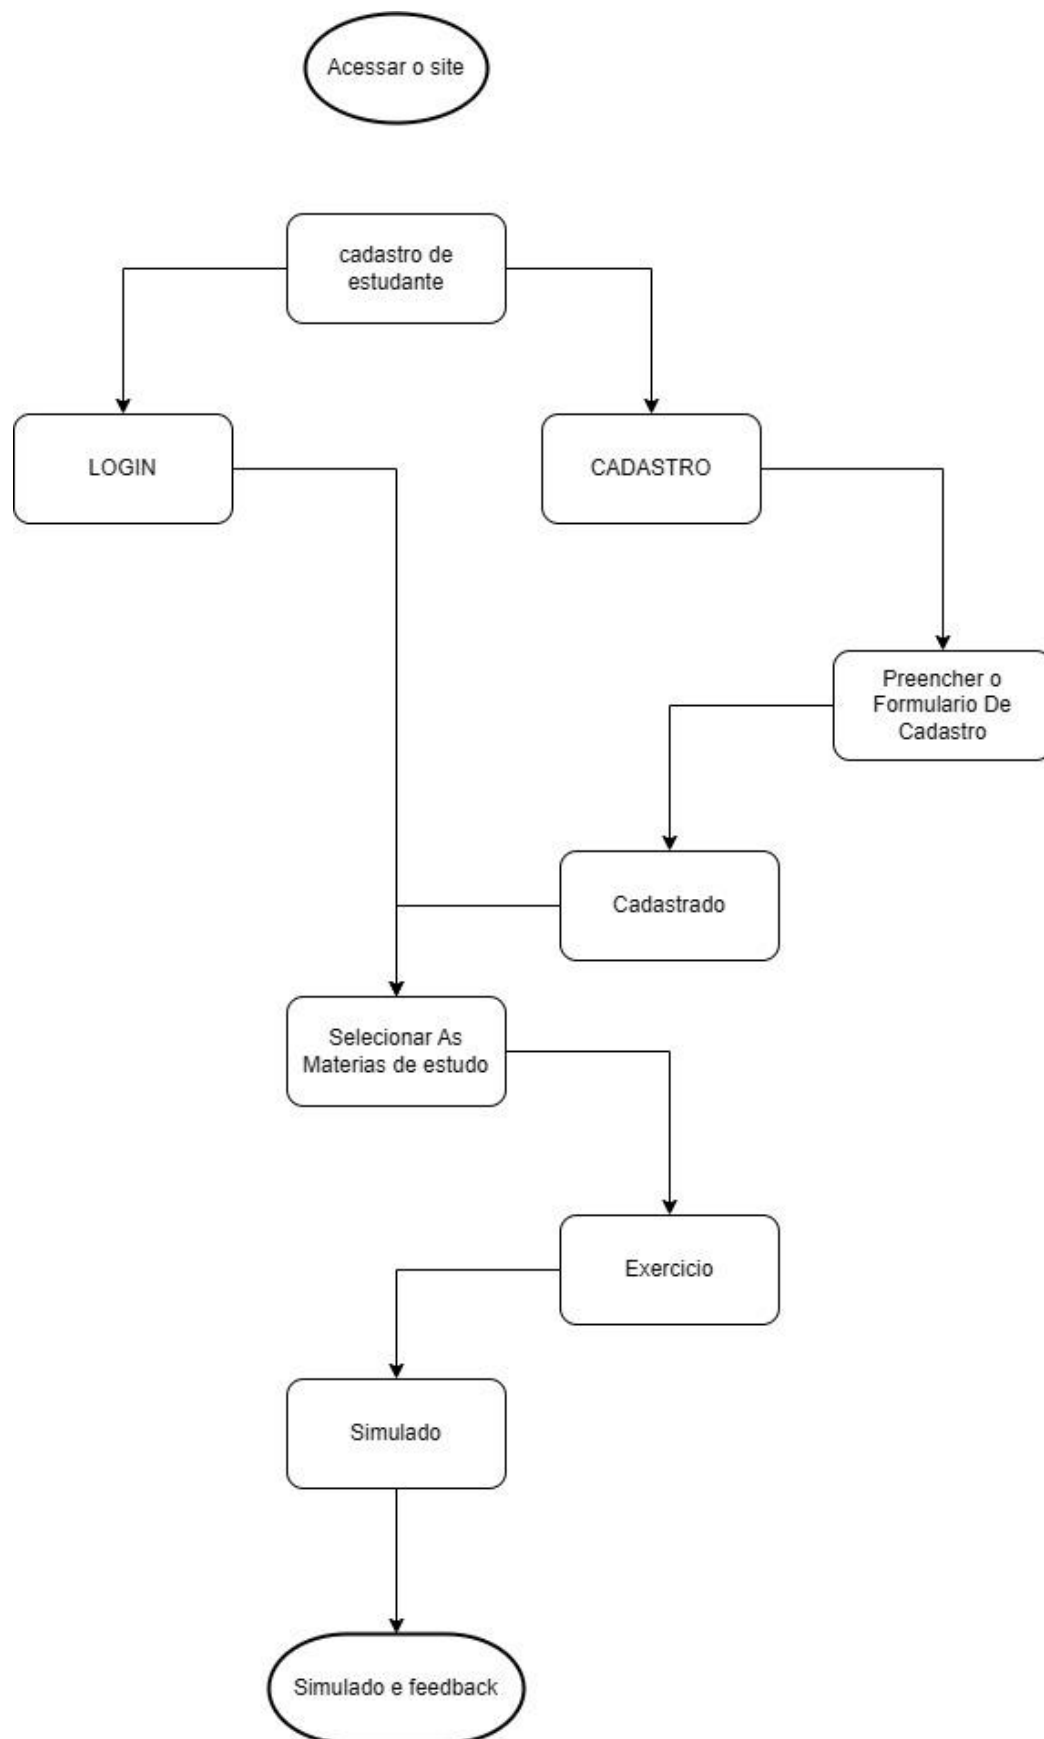 Acessar o site
cadastro de
estudante
LOGIN
CADASTRO
Preencher o
Formulario De
Cadastro
Cadastrado
Selecionar As
Materias de estudo
Exercicio
Simulado
Simulado e feedback